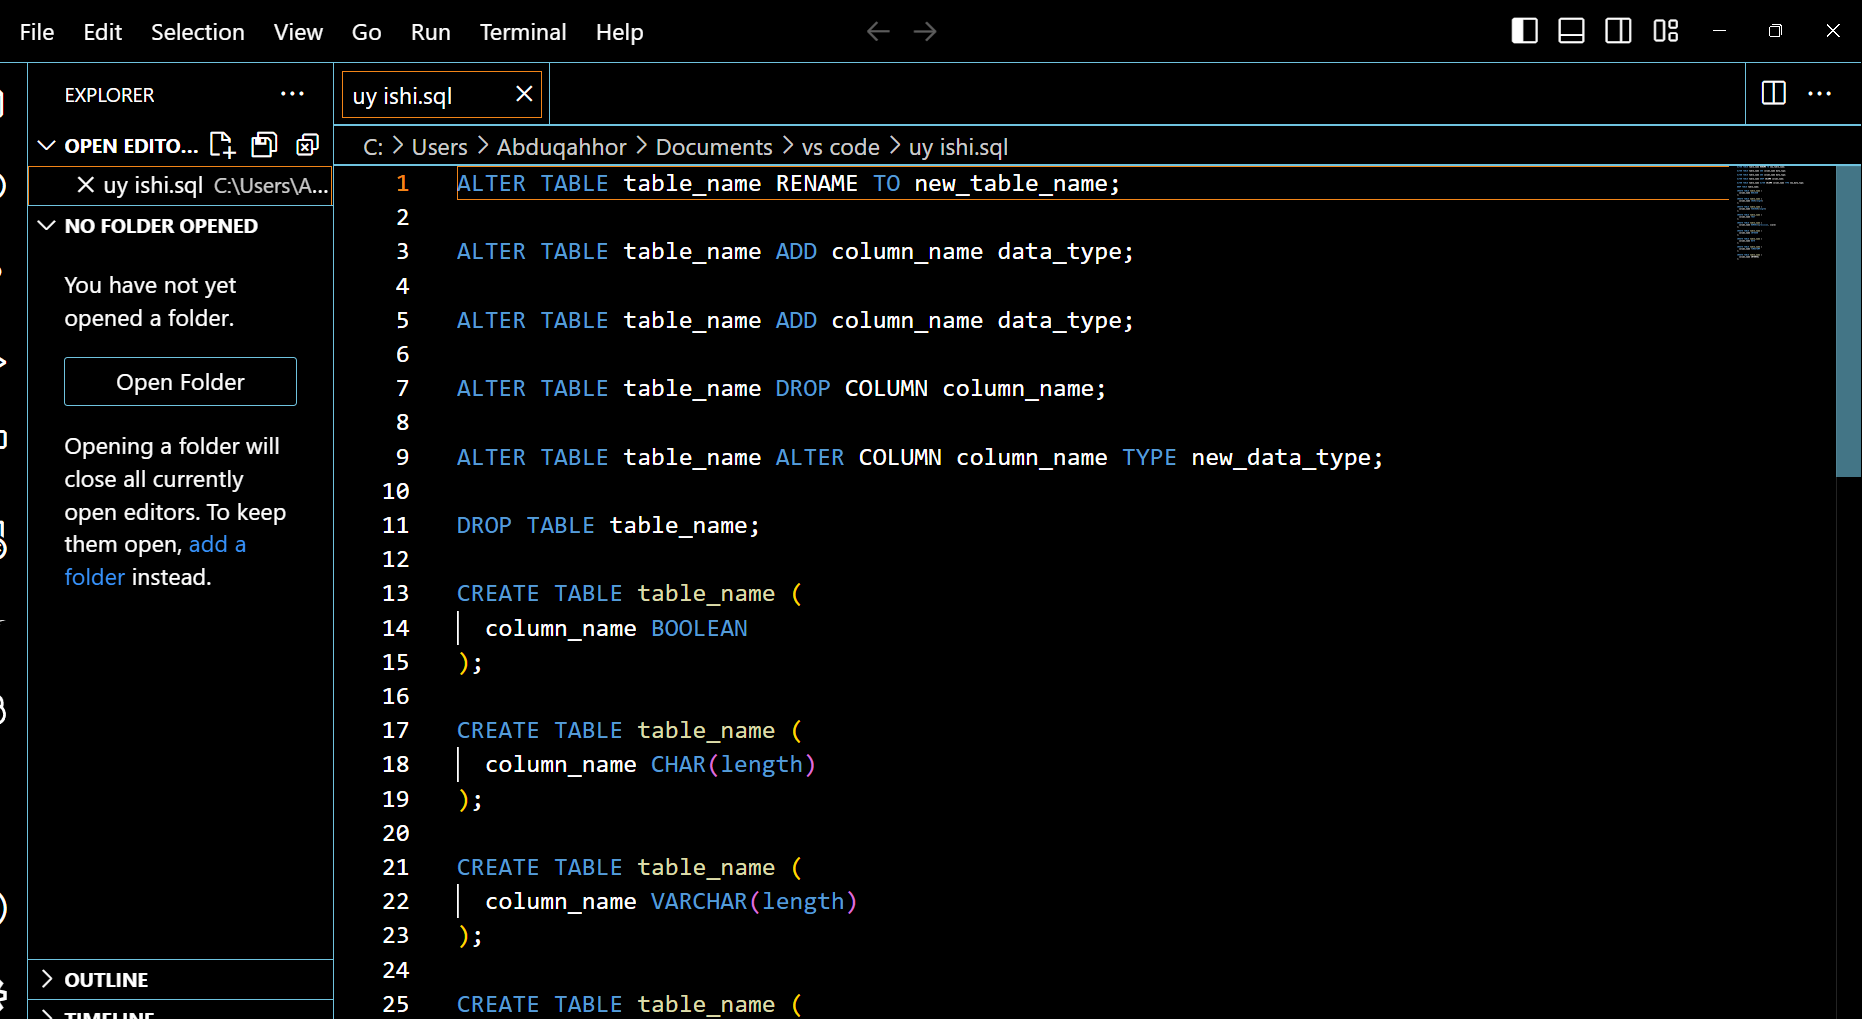 File Edit Selection View Go Run Terminal Help
EXPLORER
OPEN EDITO...
uy ishi.sql C:\Users\A...
NO FOLDER OPENED
You have not yet
opened a folder.
Open Folder
Opening a folder will
close all currently
open editors. To keep
them open, add a
folder instead.
OUTLINE
TIMELINE
uy ishi.sql
C: > Users > Abduqahhor > Documents > vs code > uy ishi.sql
1 ALTER TABLE table_name RENAME TO new_table_name;
2
3 ALTER TABLE table_name ADD column_name data_type;
4
5 ALTER TABLE table_name ADD column_name data_type;
6
7 ALTER TABLE table_name DROP COLUMN column_name;
8
9 ALTER TABLE table_name ALTER COLUMN column_name TYPE new_data_type;
10
11 DROP TABLE table_name;
12
13 CREATE TABLE table_name (
14 column_name BOOLEAN
15 );
16
17 CREATE TABLE table_name (
18 column_name CHAR(length)
19 );
20
21 CREATE TABLE table_name (
22 column_name VARCHAR(length)
23 );
24
25 CREATE TABLE table_name (